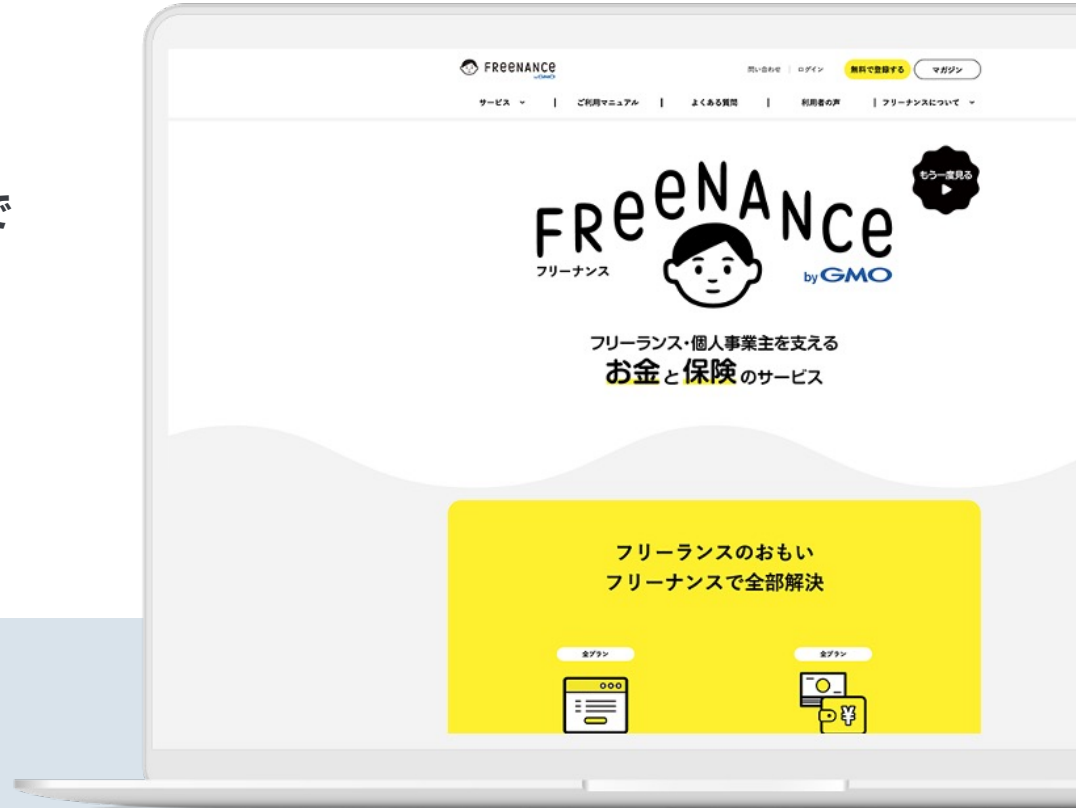 で
FREENANCE
by GMO
問い合わせ
ログイン
無料で登録する
マガジン
サービス
ご利用マニュアル
よくある質問
利用者の声
フリーナンスについて
もう一度見る
FREENANCE
フリーナンス
by GMO
フリーランス・個人事業主を支える
お金と保険のサービス
フリーランスのおもい
フリーナンスで全部解決
全プラン
全プラン
¥